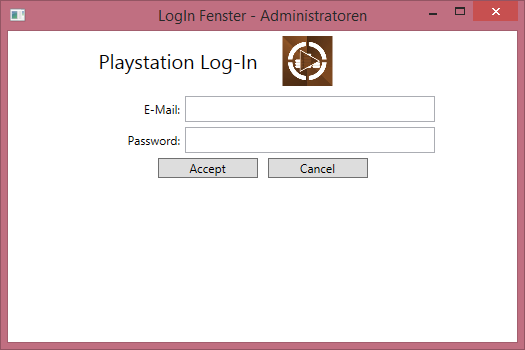 LogIn Fenster - Administratoren
Playstation Log-In
E-Mail:
Password:
Accept Cancel